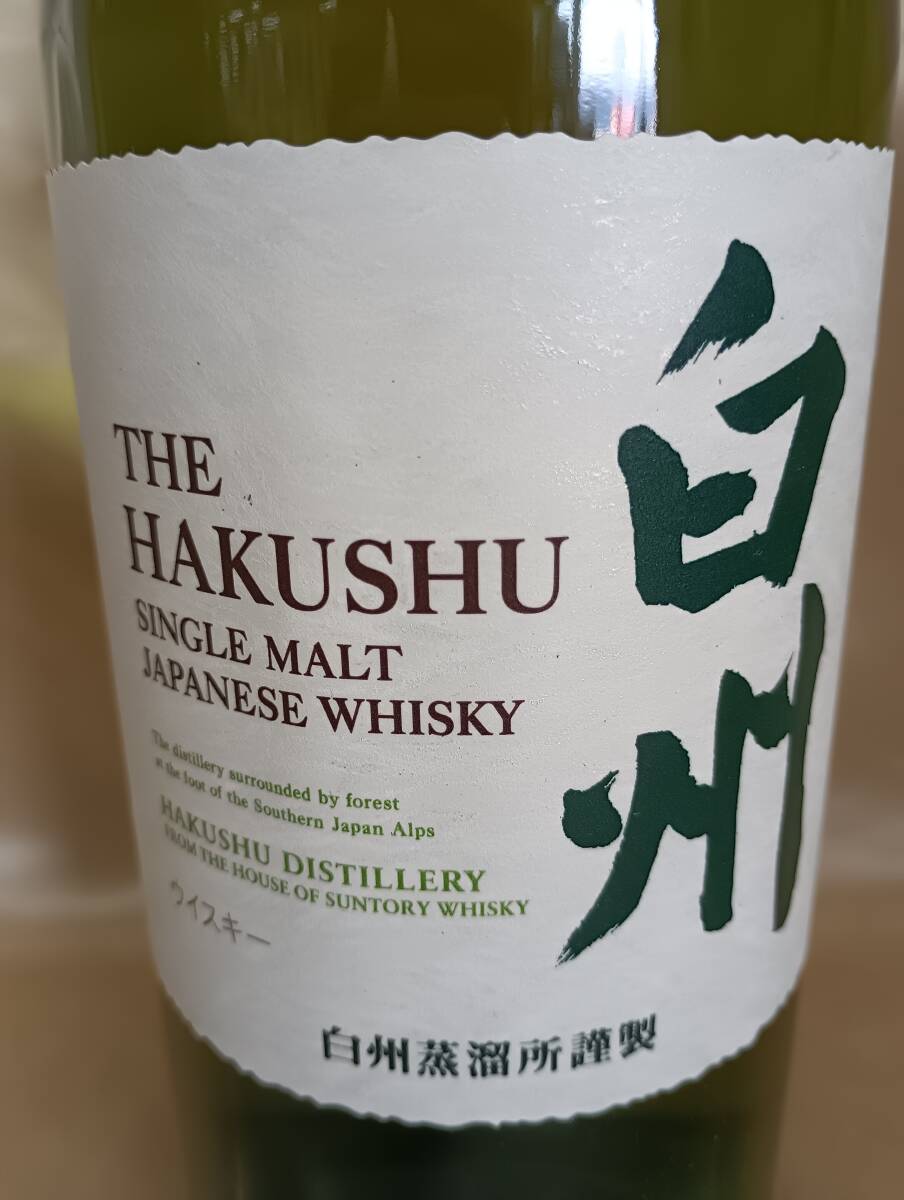 白州
THE
HAKUSHU
SINGLE MALT
JAPANESE WHISKY
The distillery surrounded by forest
at the foot of the Southern Japan Alps
HAKUSHU DISTILLERY
FROM THE HOUSE OF SUNTORY WHISKY
ウイスキー
白州蒸溜所謹製